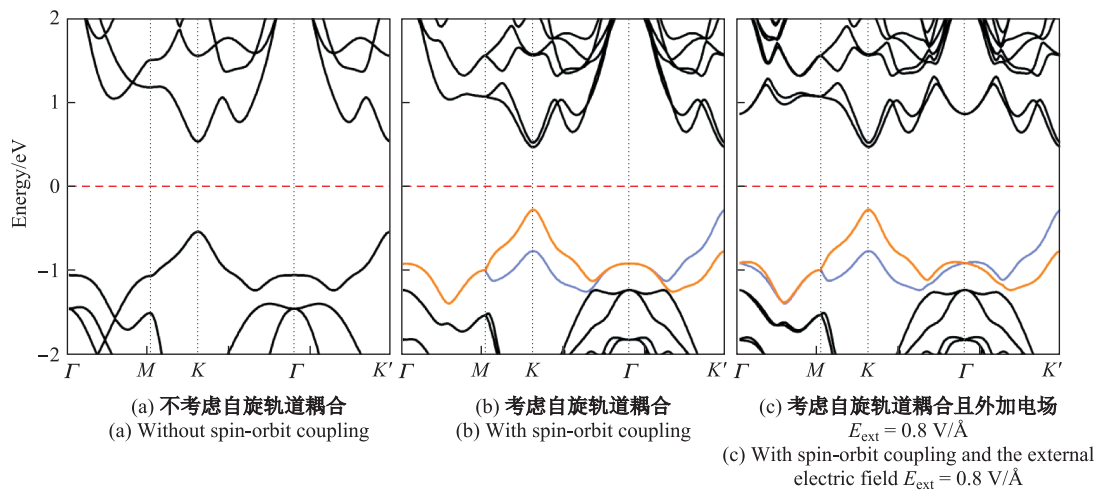 Energy/eV
2
1
0
−1
−2
Γ M K Γ K′
Γ M K Γ K′
Γ M K Γ K′
(a) 不考虑自旋轨道耦合
(a) Without spin-orbit coupling
(b) 考虑自旋轨道耦合
(b) With spin-orbit coupling
(c) 考虑自旋轨道耦合且外加电场
E_ext = 0.8 V/Å
(c) With spin-orbit coupling and the external
electric field E_ext = 0.8 V/Å